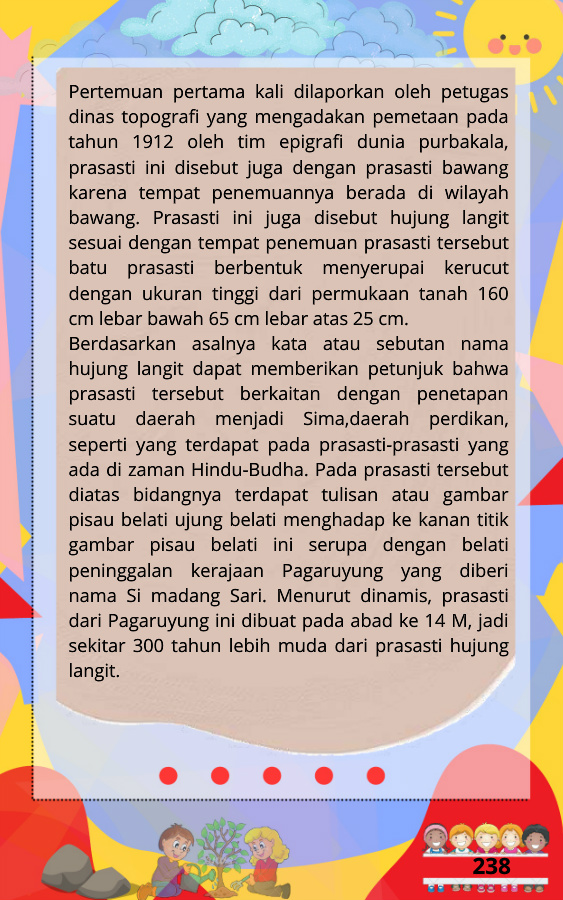 Pertemuan pertama kali dilaporkan oleh petugas
dinas topografi yang mengadakan pemetaan pada
tahun 1912 oleh tim epigrafi dunia purbakala,
prasasti ini disebut juga dengan prasasti bawang
karena tempat penemuannya berada di wilayah
bawang. Prasasti ini juga disebut hujung langit
sesuai dengan tempat penemuan prasasti tersebut
batu prasasti berbentuk menyerupai kerucut
dengan ukuran tinggi dari permukaan tanah 160
cm lebar bawah 65 cm lebar atas 25 cm.
Berdasarkan asalnya kata atau sebutan nama
hujung langit dapat memberikan petunjuk bahwa
prasasti tersebut berkaitan dengan penetapan
suatu daerah menjadi Sima,daerah perdikan,
seperti yang terdapat pada prasasti-prasasti yang
ada di zaman Hindu-Budha. Pada prasasti tersebut
diatas bidangnya terdapat tulisan atau gambar
pisau belati ujung belati menghadap ke kanan titik
gambar pisau belati ini serupa dengan belati
peninggalan kerajaan Pagaruyung yang diberi
nama Si madang Sari. Menurut dinamis, prasasti
dari Pagaruyung ini dibuat pada abad ke 14 M, jadi
sekitar 300 tahun lebih muda dari prasasti hujung
langit.
238